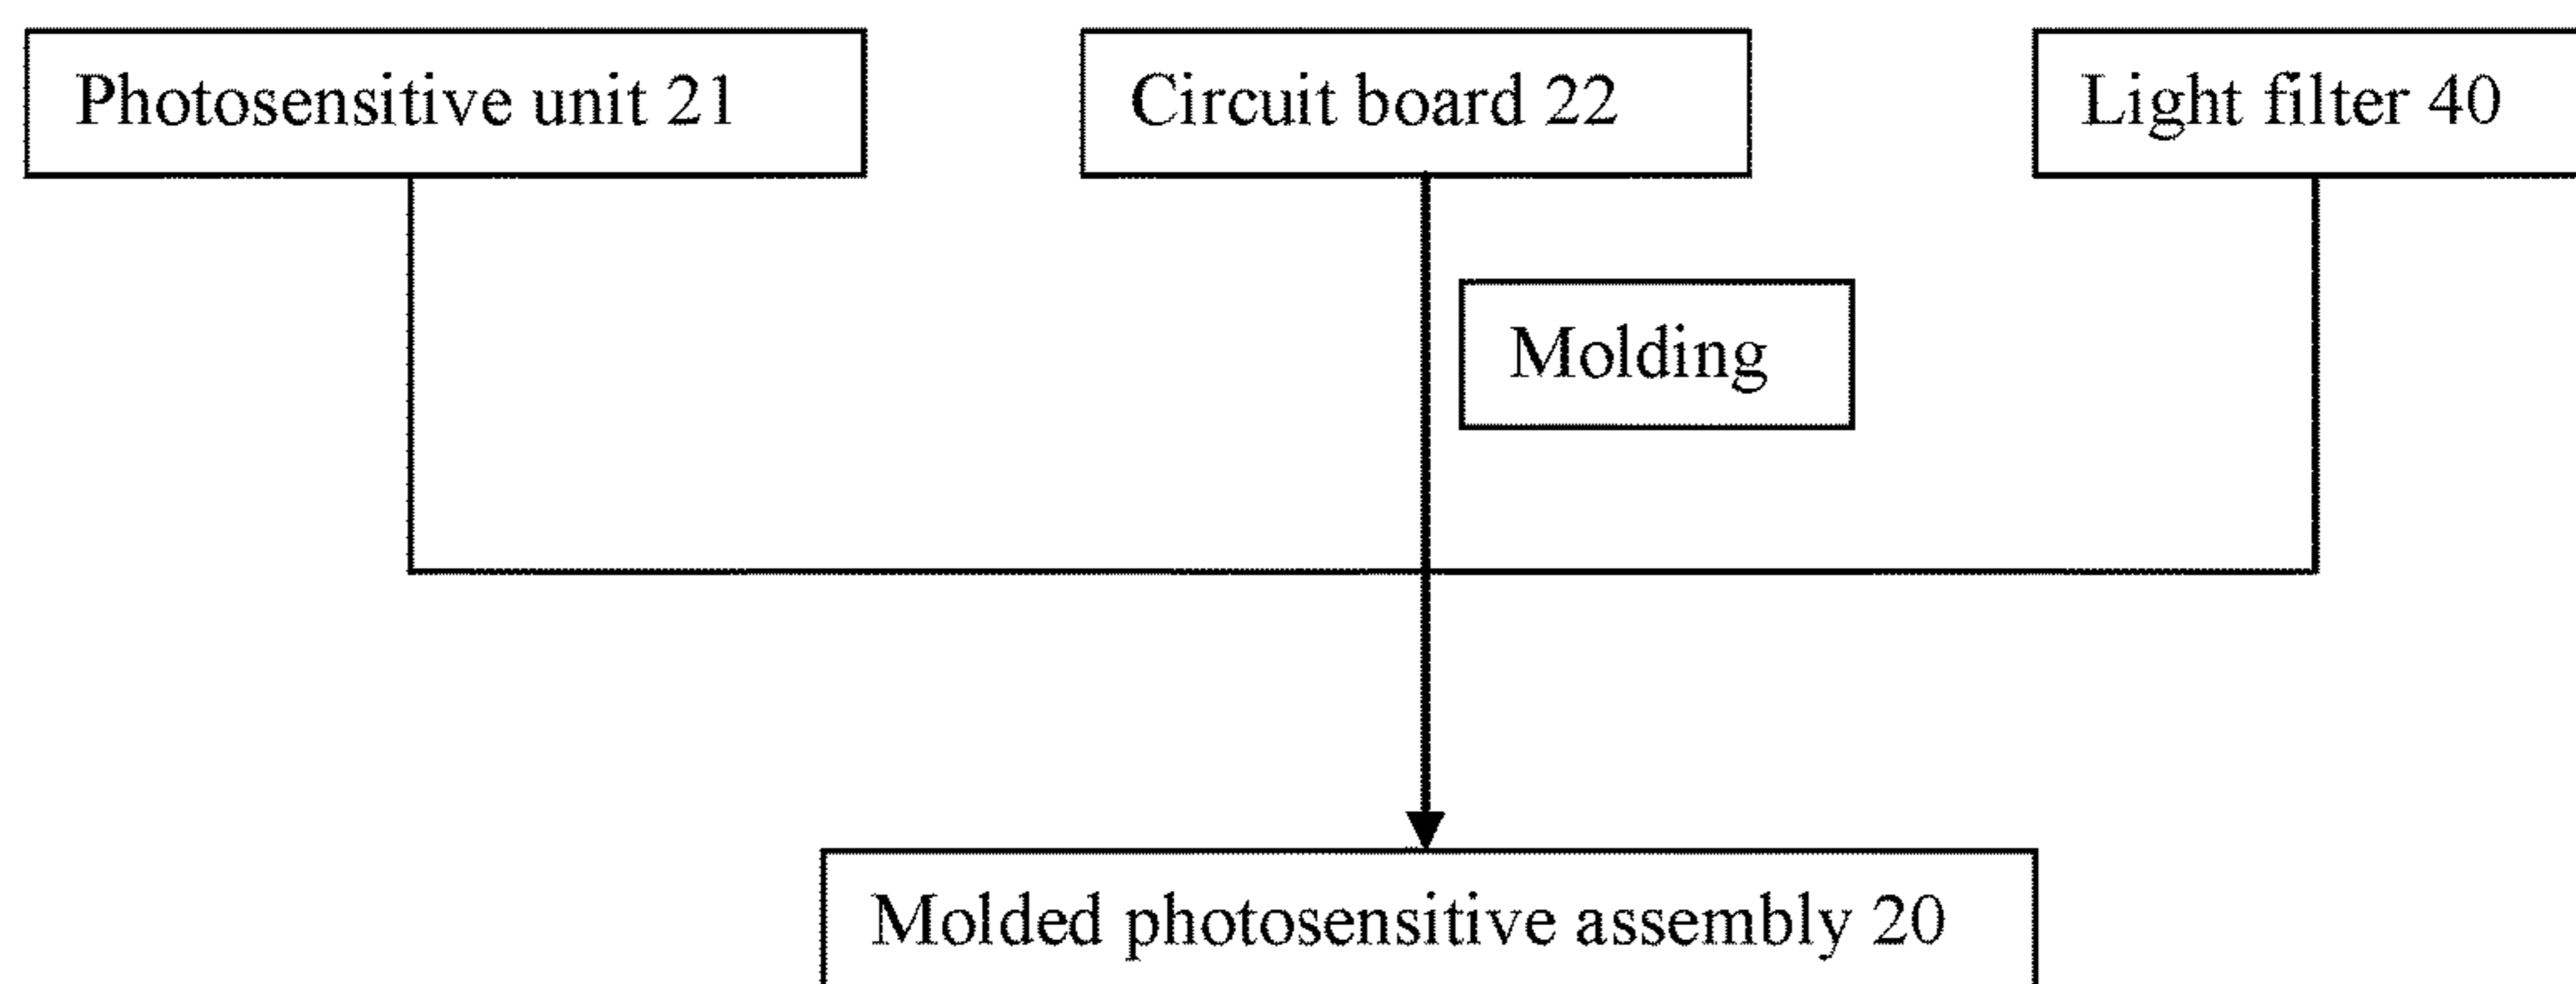 Photosensitive unit 21
Circuit board 22
Light filter 40
Molding
Molded photosensitive assembly 20